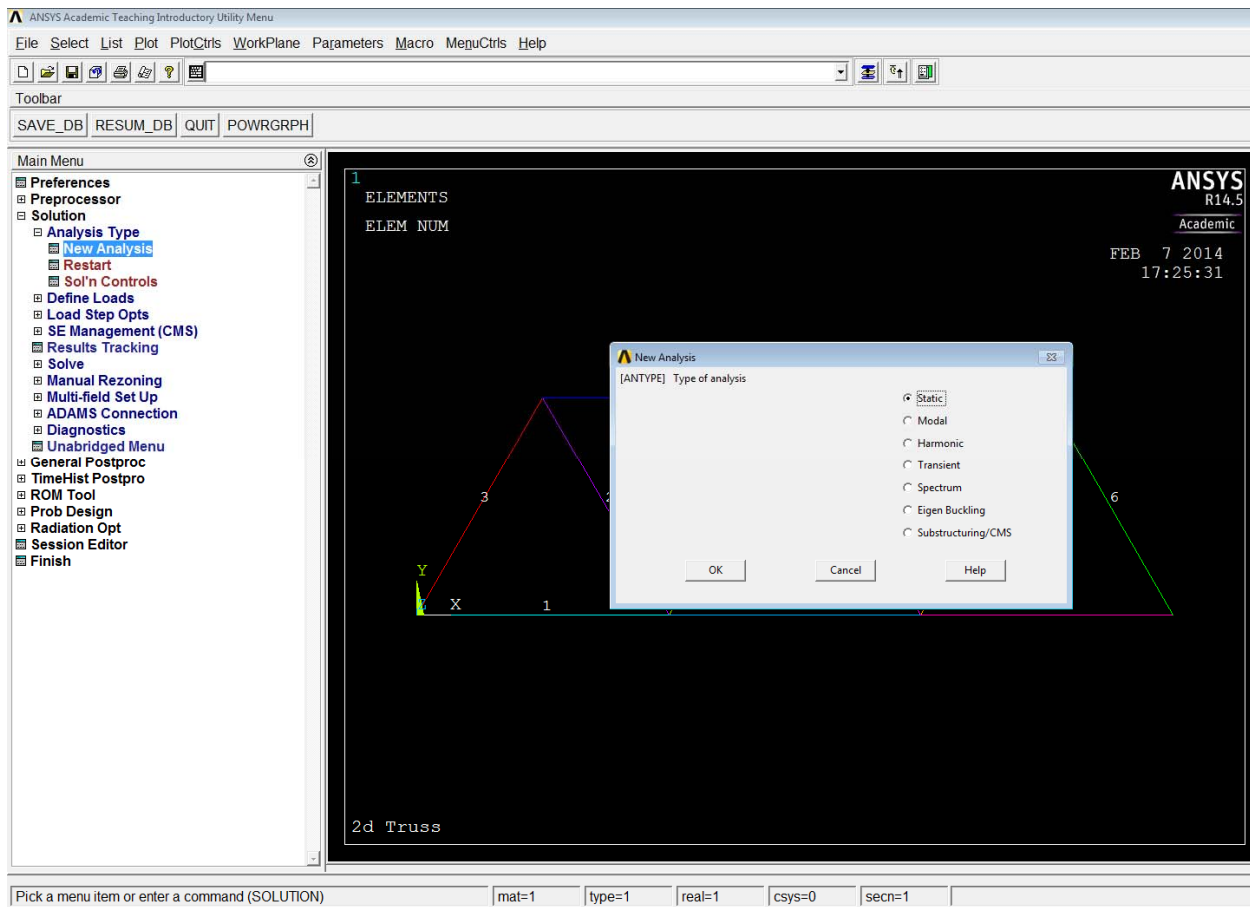 ANSYS Academic Teaching Introductory Utility Menu
File Select List Plot PlotCtrls WorkPlane Parameters Macro MenuCtrls Help
Toolbar
SAVE_DB RESUM_DB QUIT POWRGRPH
Main Menu
Preferences
Preprocessor
Solution
Analysis Type
New Analysis
Restart
Sol'n Controls
Define Loads
Load Step Opts
SE Management (CMS)
Results Tracking
Solve
Manual Rezoning
Multi-field Set Up
ADAMS Connection
Diagnostics
Unabridged Menu
General Postproc
TimeHist Postpro
ROM Tool
Prob Design
Radiation Opt
Session Editor
Finish
1
ELEMENTS
ELEM NUM
ANSYS
R14.5
Academic
FEB 7 2014
17:25:31
New Analysis
[ANTYPE] Type of analysis
Static
Modal
Harmonic
Transient
Spectrum
Eigen Buckling
Substructuring/CMS
OK Cancel Help
3
6
Y
Z X 1
2d Truss
Pick a menu item or enter a command (SOLUTION) mat=1 type=1 real=1 csys=0 secn=1